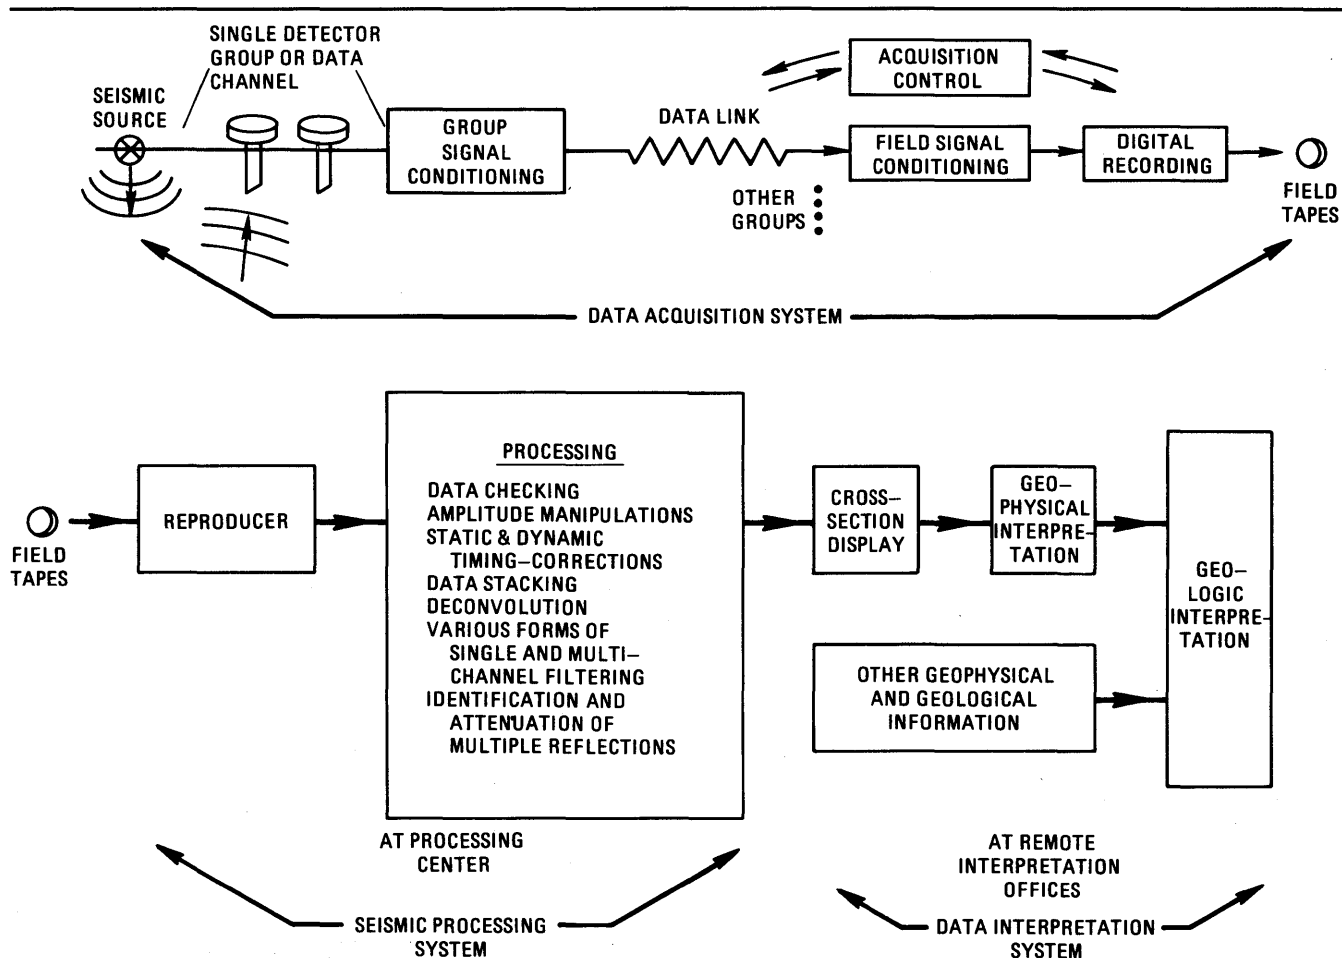 SINGLE DETECTOR
GROUP OR DATA
CHANNEL
SEISMIC
SOURCE
GROUP
SIGNAL
CONDITIONING
DATA LINK
OTHER
GROUPS
ACQUISITION
CONTROL
FIELD SIGNAL
CONDITIONING
DIGITAL
RECORDING
FIELD
TAPES
DATA ACQUISITION SYSTEM
FIELD
TAPES
REPRODUCER
PROCESSING
DATA CHECKING
AMPLITUDE MANIPULATIONS
STATIC & DYNAMIC
TIMING–CORRECTIONS
DATA STACKING
DECONVOLUTION
VARIOUS FORMS OF
SINGLE AND MULTI–
CHANNEL FILTERING
IDENTIFICATION AND
ATTENUATION OF
MULTIPLE REFLECTIONS
AT PROCESSING
CENTER
CROSS–
SECTION
DISPLAY
GEO–
PHYSICAL
INTERPRE–
TATION
OTHER GEOPHYSICAL
AND GEOLOGICAL
INFORMATION
GEO–
LOGIC
INTERPRE–
TATION
AT REMOTE
INTERPRETATION
OFFICES
SEISMIC PROCESSING
SYSTEM
DATA INTERPRETATION
SYSTEM